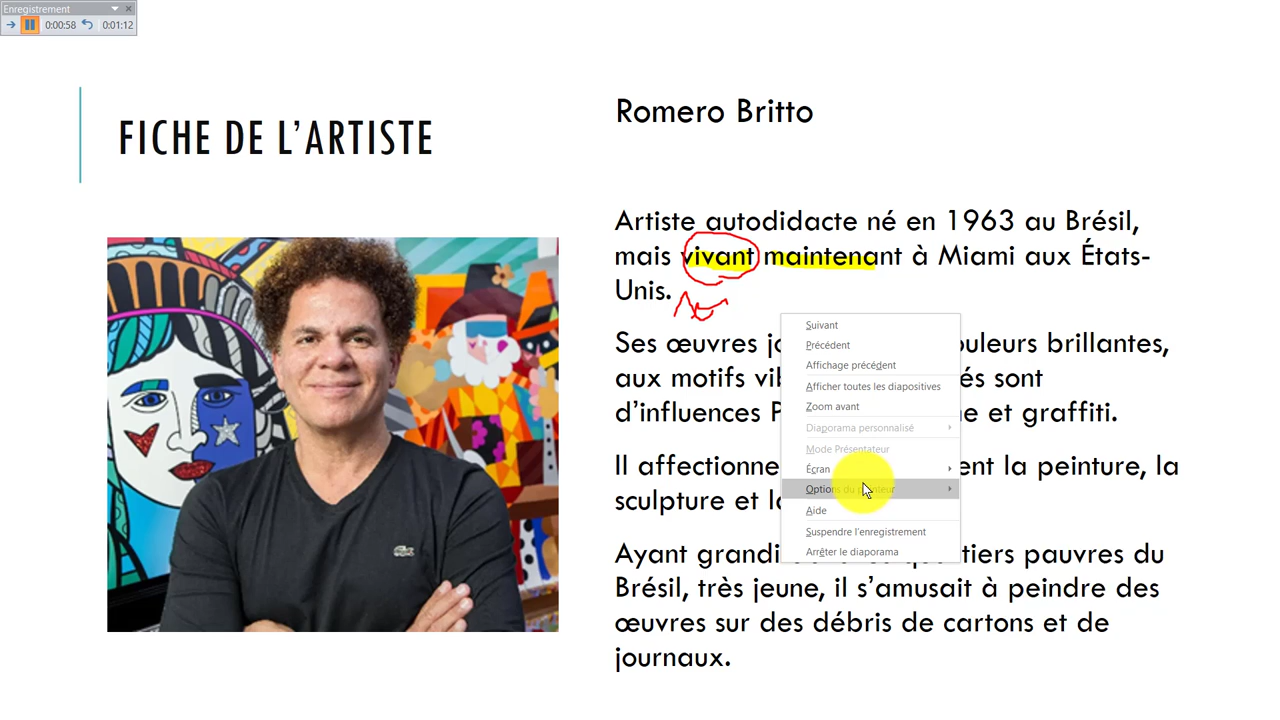 Enregistrement
0:00:58 0:01:12
FICHE DE L'ARTISTE
Romero Britto
Artiste autodidacte né en 1963 au Brésil,
mais vivant maintenant à Miami aux États-
Unis.
Ses œuvres ouleurs brillantes,
aux motifs és sont
d'influences et graffiti.
Il affectionne la peinture, la
sculpture et
Ayant grandi pauvres du
Brésil, très jeune, il s'amusait à peindre des
œuvres sur des débris de cartons et de
journaux.
Suivant
Précédent
Affichage précédent
Afficher toutes les diapositives
Zoom avant
Diaporama personnalisé
Mode Présentateur
Écran
Options du pointeur
Aide
Suspendre l'enregistrement
Arrêter le diaporama